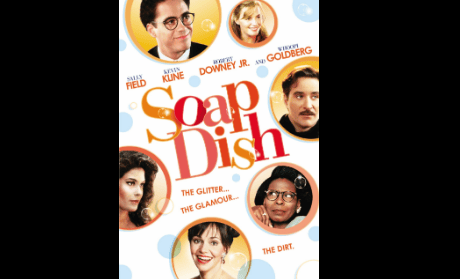 SALLY FIELD
KEVIN KLINE
ROBERT DOWNEY JR.
AND WHOOPI GOLDBERG
Soap
Dish
THE GLITTER...
THE GLAMOUR...
THE DIRT.